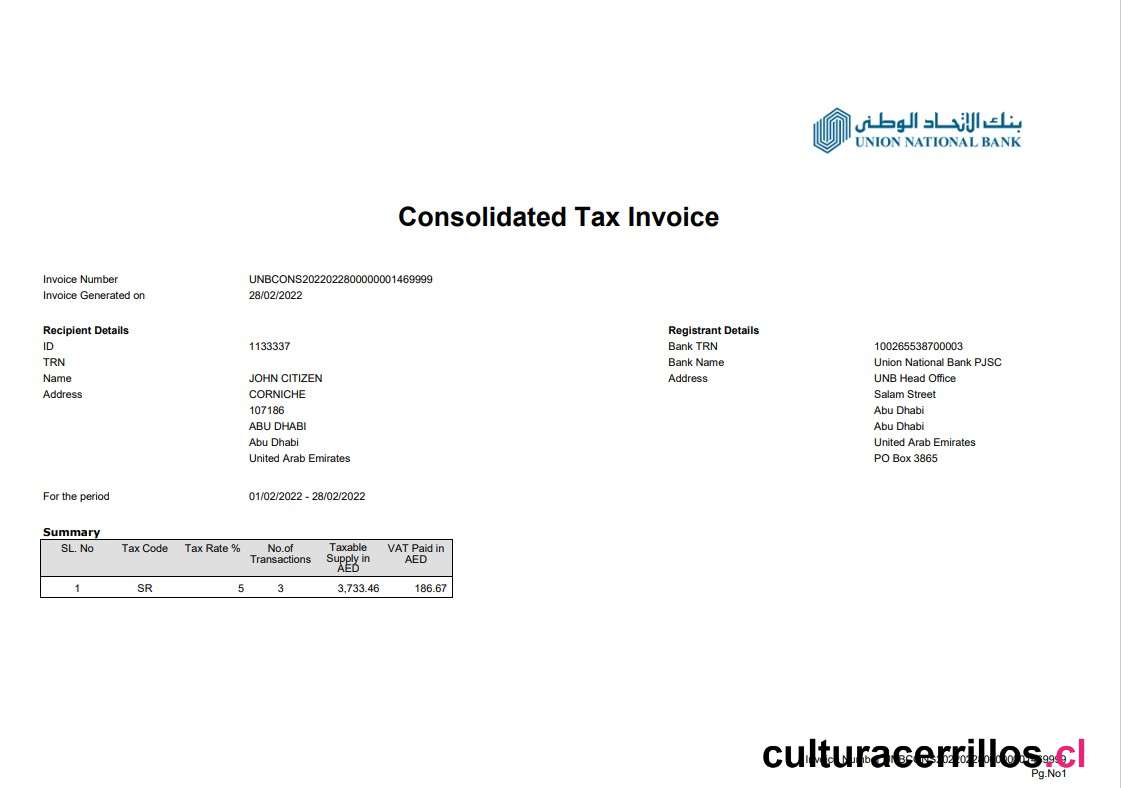 بنك الاتحاد الوطني
UNION NATIONAL BANK
Consolidated Tax Invoice
Invoice Number UNBCONS2022022800000001469999
Invoice Generated on 28/02/2022
Recipient Details Registrant Details
ID 1133337 Bank TRN 100265538700003
TRN Bank Name Union National Bank PJSC
Name JOHN CITIZEN Address UNB Head Office
Address CORNICHE Salam Street
107186 Abu Dhabi
ABU DHABI Abu Dhabi
Abu Dhabi United Arab Emirates
United Arab Emirates PO Box 3865
For the period 01/02/2022 - 28/02/2022
Summary
SL. No Tax Code Tax Rate % No.of Transactions Taxable Supply in AED VAT Paid in AED
1 SR 5 3 3,733.46 186.67
culturacerrillos.cl
Pg.No1